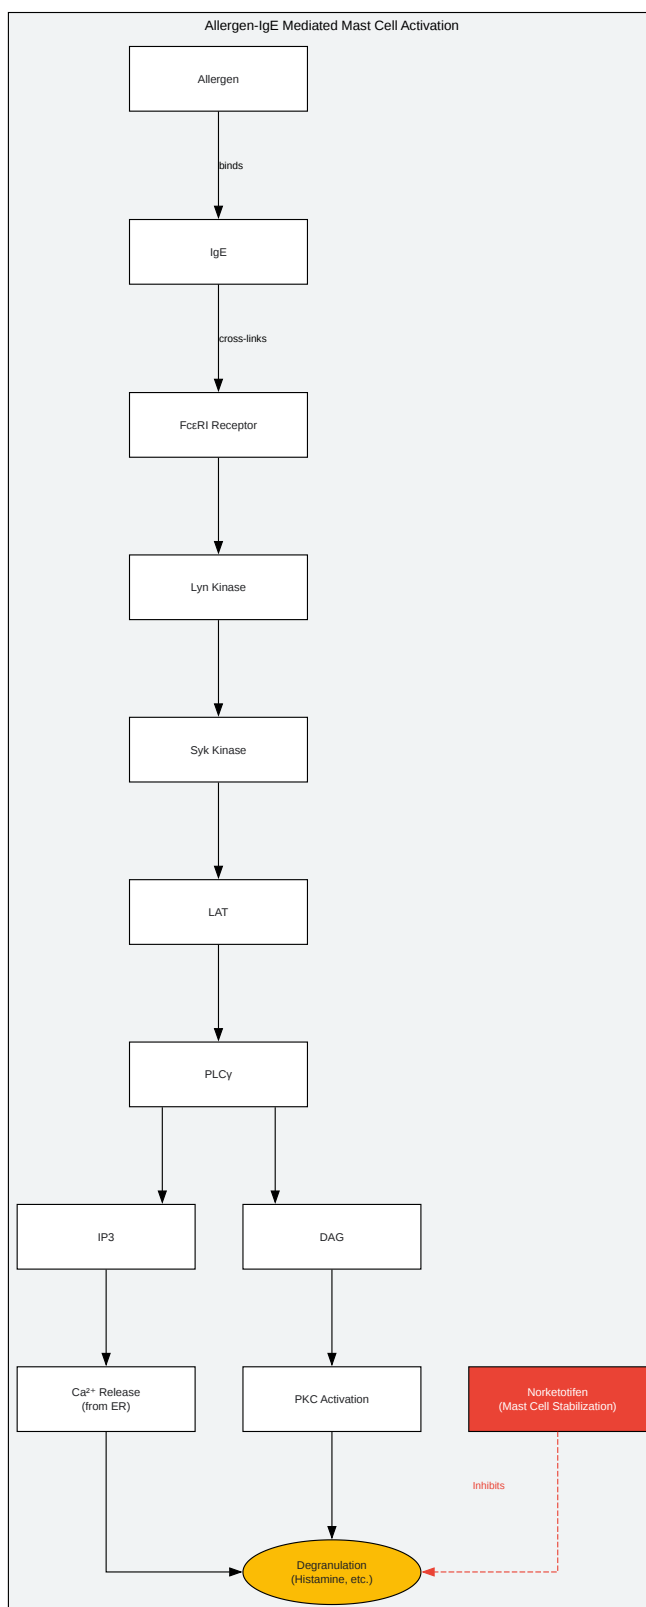 Allergen-IgE Mediated Mast Cell Activation
Allergen
binds
IgE
cross-links
FcεRI Receptor
Lyn Kinase
Syk Kinase
LAT
PLCγ
IP3
DAG
Ca²⁺ Release
(from ER)
PKC Activation
Norketotifen
(Mast Cell Stabilization)
Inhibits
Degranulation
(Histamine, etc.)